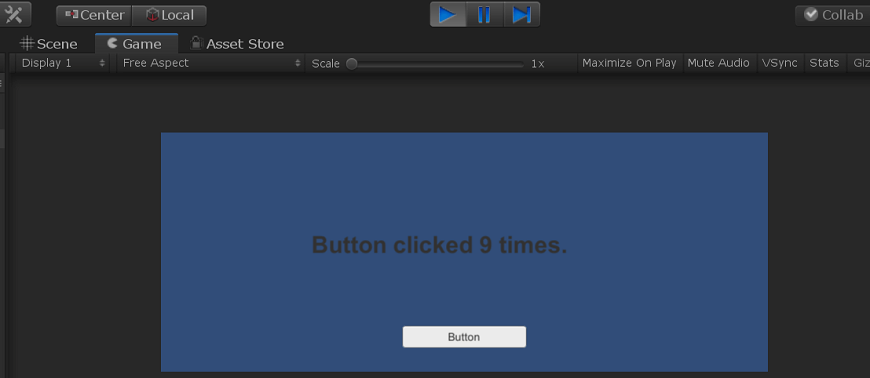 Center Local Collab
Scene Game Asset Store
Display 1 Free Aspect Scale 1x Maximize On Play Mute Audio VSync Stats Giz
Button clicked 9 times.
Button